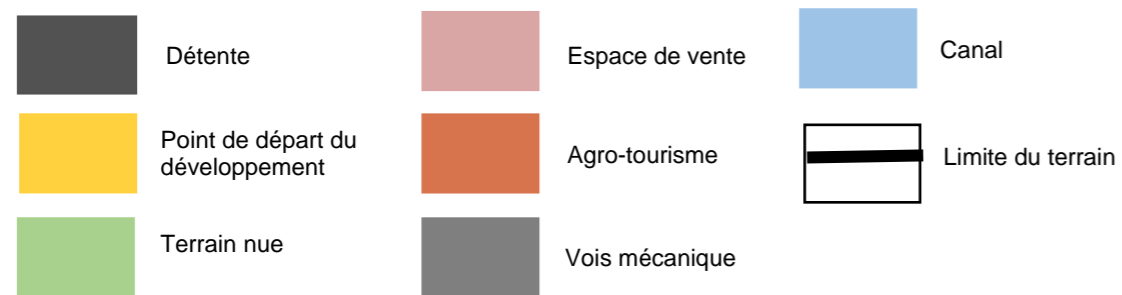 Détente
Point de départ du
développement
Terrain nue
Espace de vente
Agro-tourisme
Vois mécanique
Canal
Limite du terrain